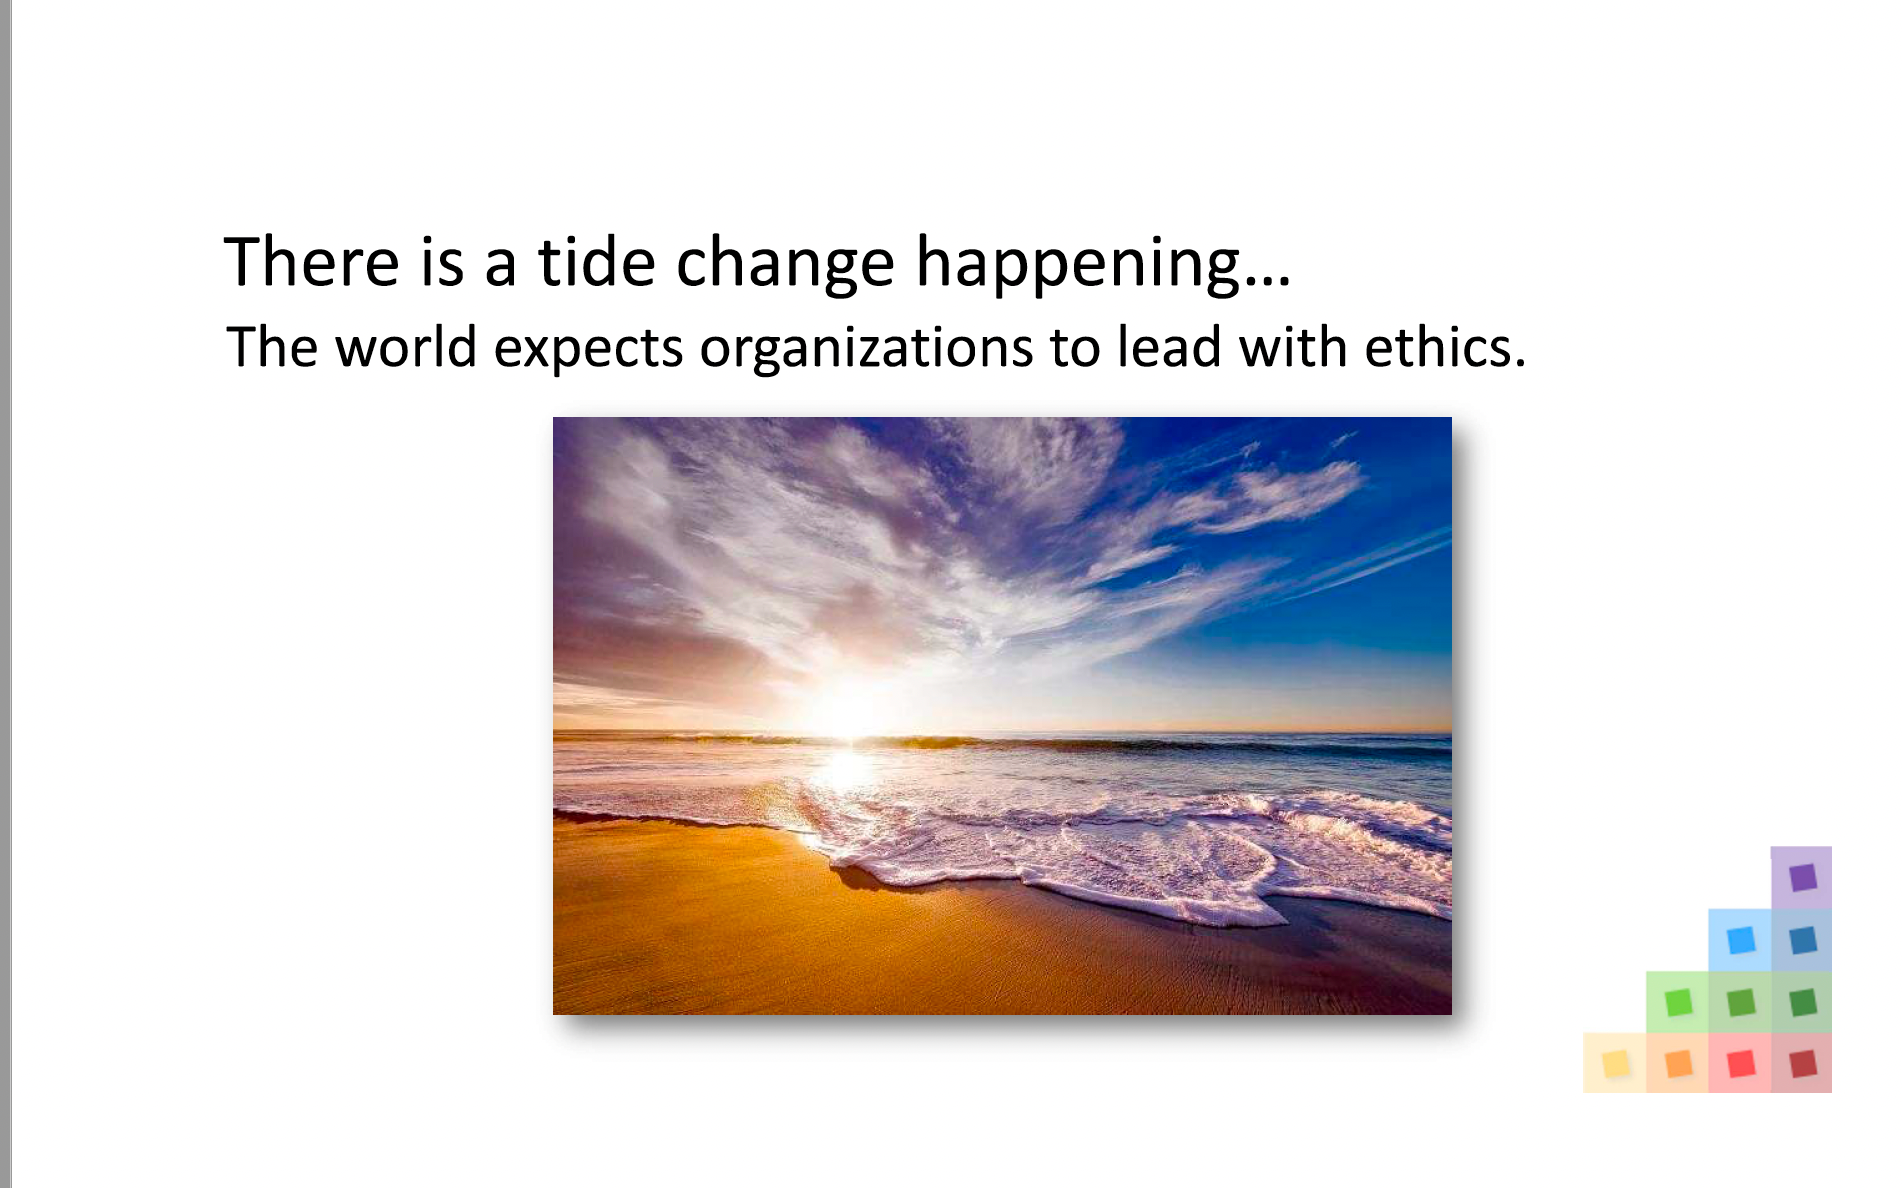 There is a tide change happening...
The world expects organizations to lead with ethics.